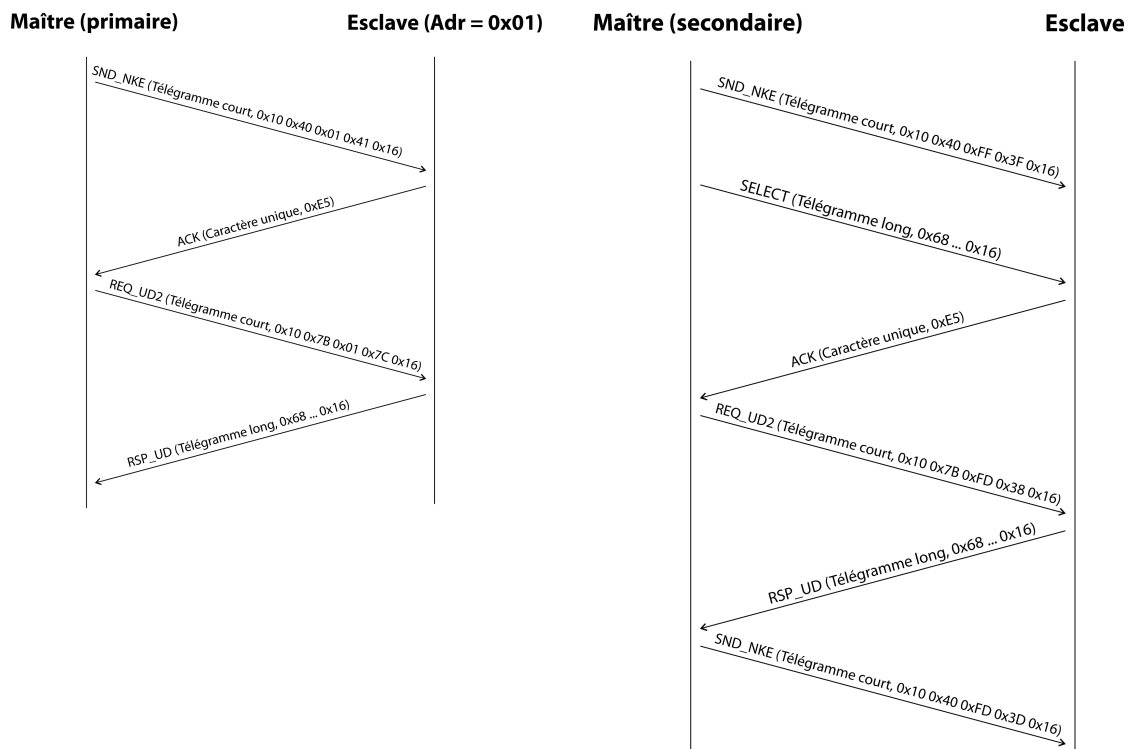 Maître (primaire)
Esclave (Adr = 0x01)
SND_NKE (Télégramme court, 0x10 0x40 0x01 0x41 0x16)
ACK (Caractère unique, 0xE5)
REQ_UD2 (Télégramme court, 0x10 0x7B 0x01 0x7C 0x16)
RSP_UD (Télégramme long, 0x68 ... 0x16)
Maître (secondaire)
Esclave
SND_NKE (Télégramme court, 0x10 0x40 0xFF 0x3F 0x16)
SELECT (Télégramme long, 0x68 ... 0x16)
ACK (Caractère unique, 0xE5)
REQ_UD2 (Télégramme court, 0x10 0x7B 0xFD 0x38 0x16)
RSP_UD (Télégramme long, 0x68 ... 0x16)
SND_NKE (Télégramme court, 0x10 0x40 0xFD 0x3D 0x16)